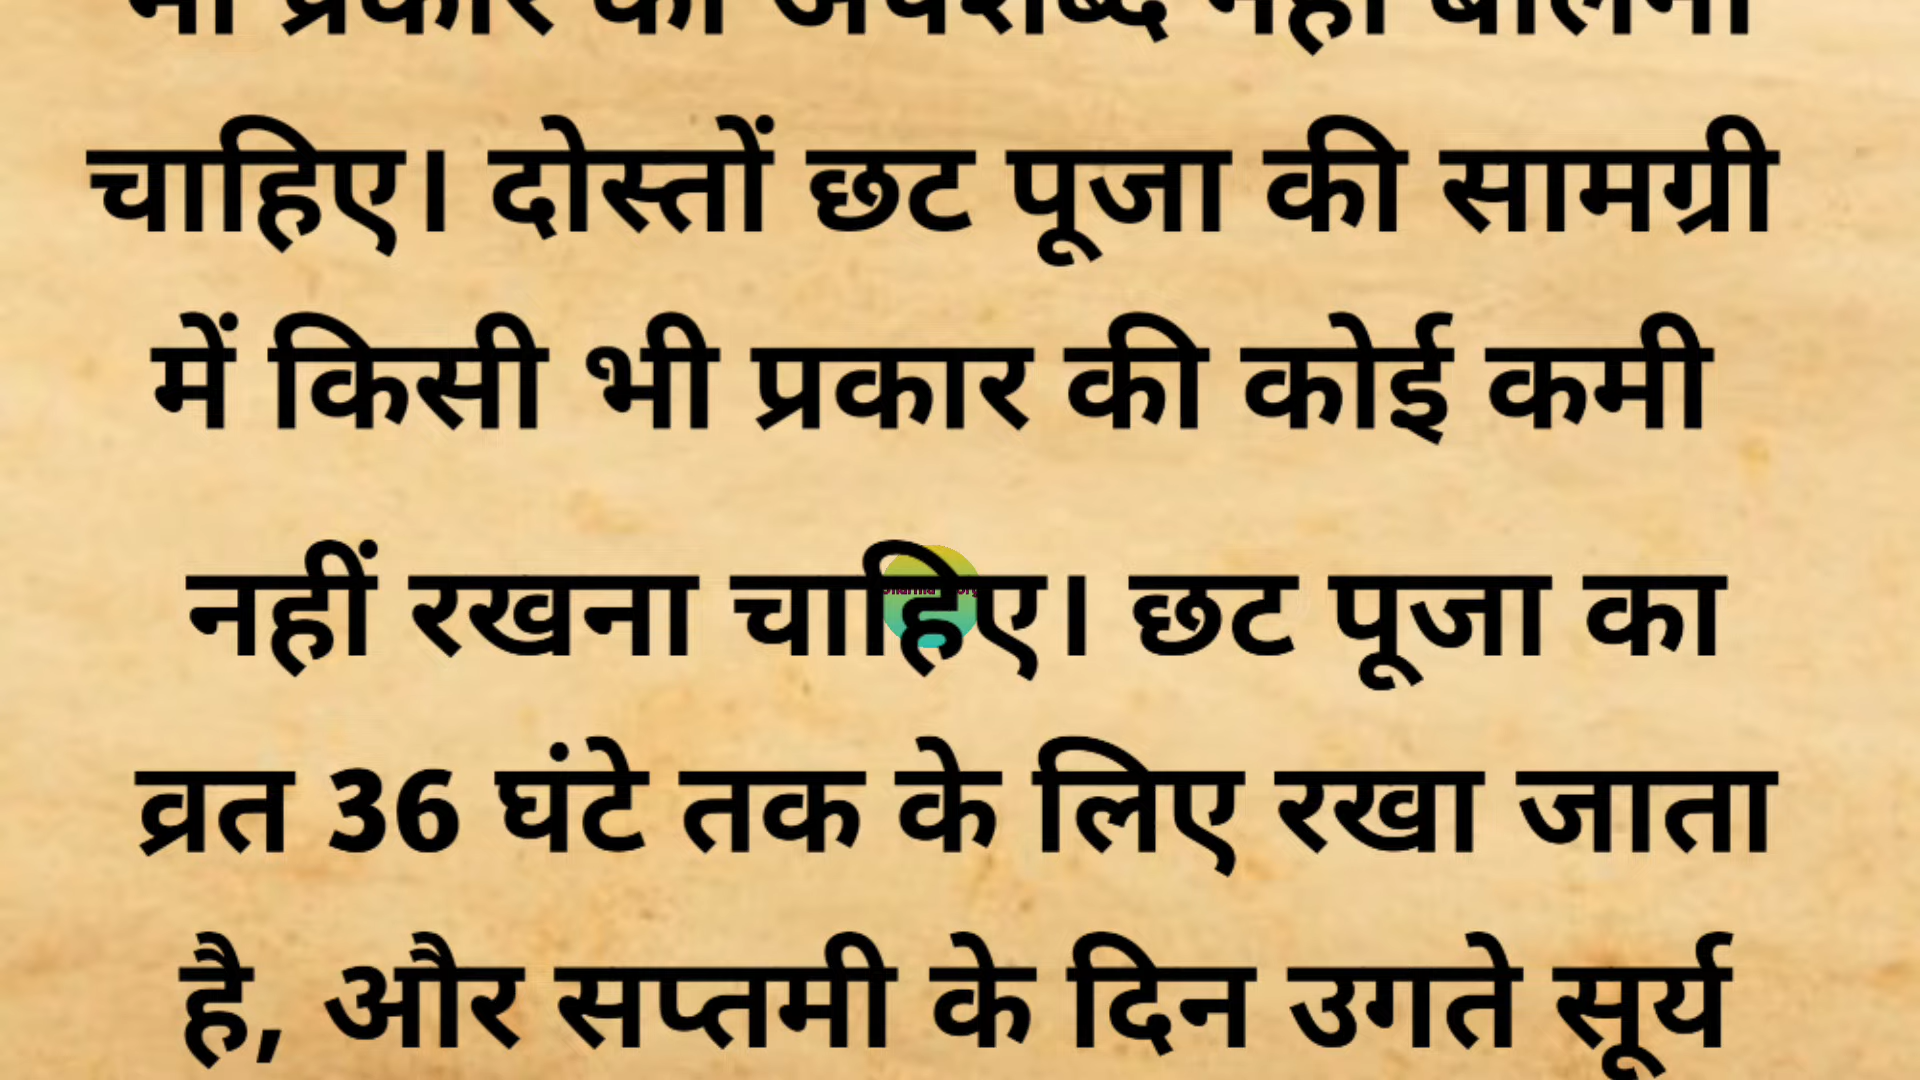 प्रकार का अपशब्द नहीं बोलना
चाहिए। दोस्तों छट पूजा की सामग्री
में किसी भी प्रकार की कोई कमी
नहीं रखना चाहिए। छट पूजा का
व्रत 36 घंटे तक के लिए रखा जाता
है, और सप्तमी के दिन उगते सूर्य